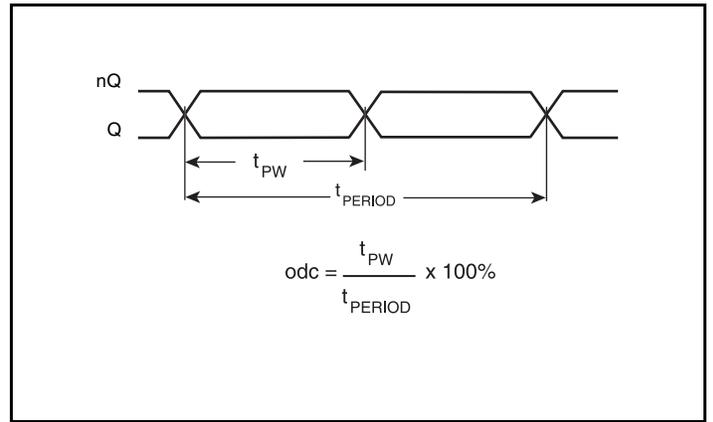 nQ
Q
tPW
tPERIOD
odc = tPW / tPERIOD x 100%